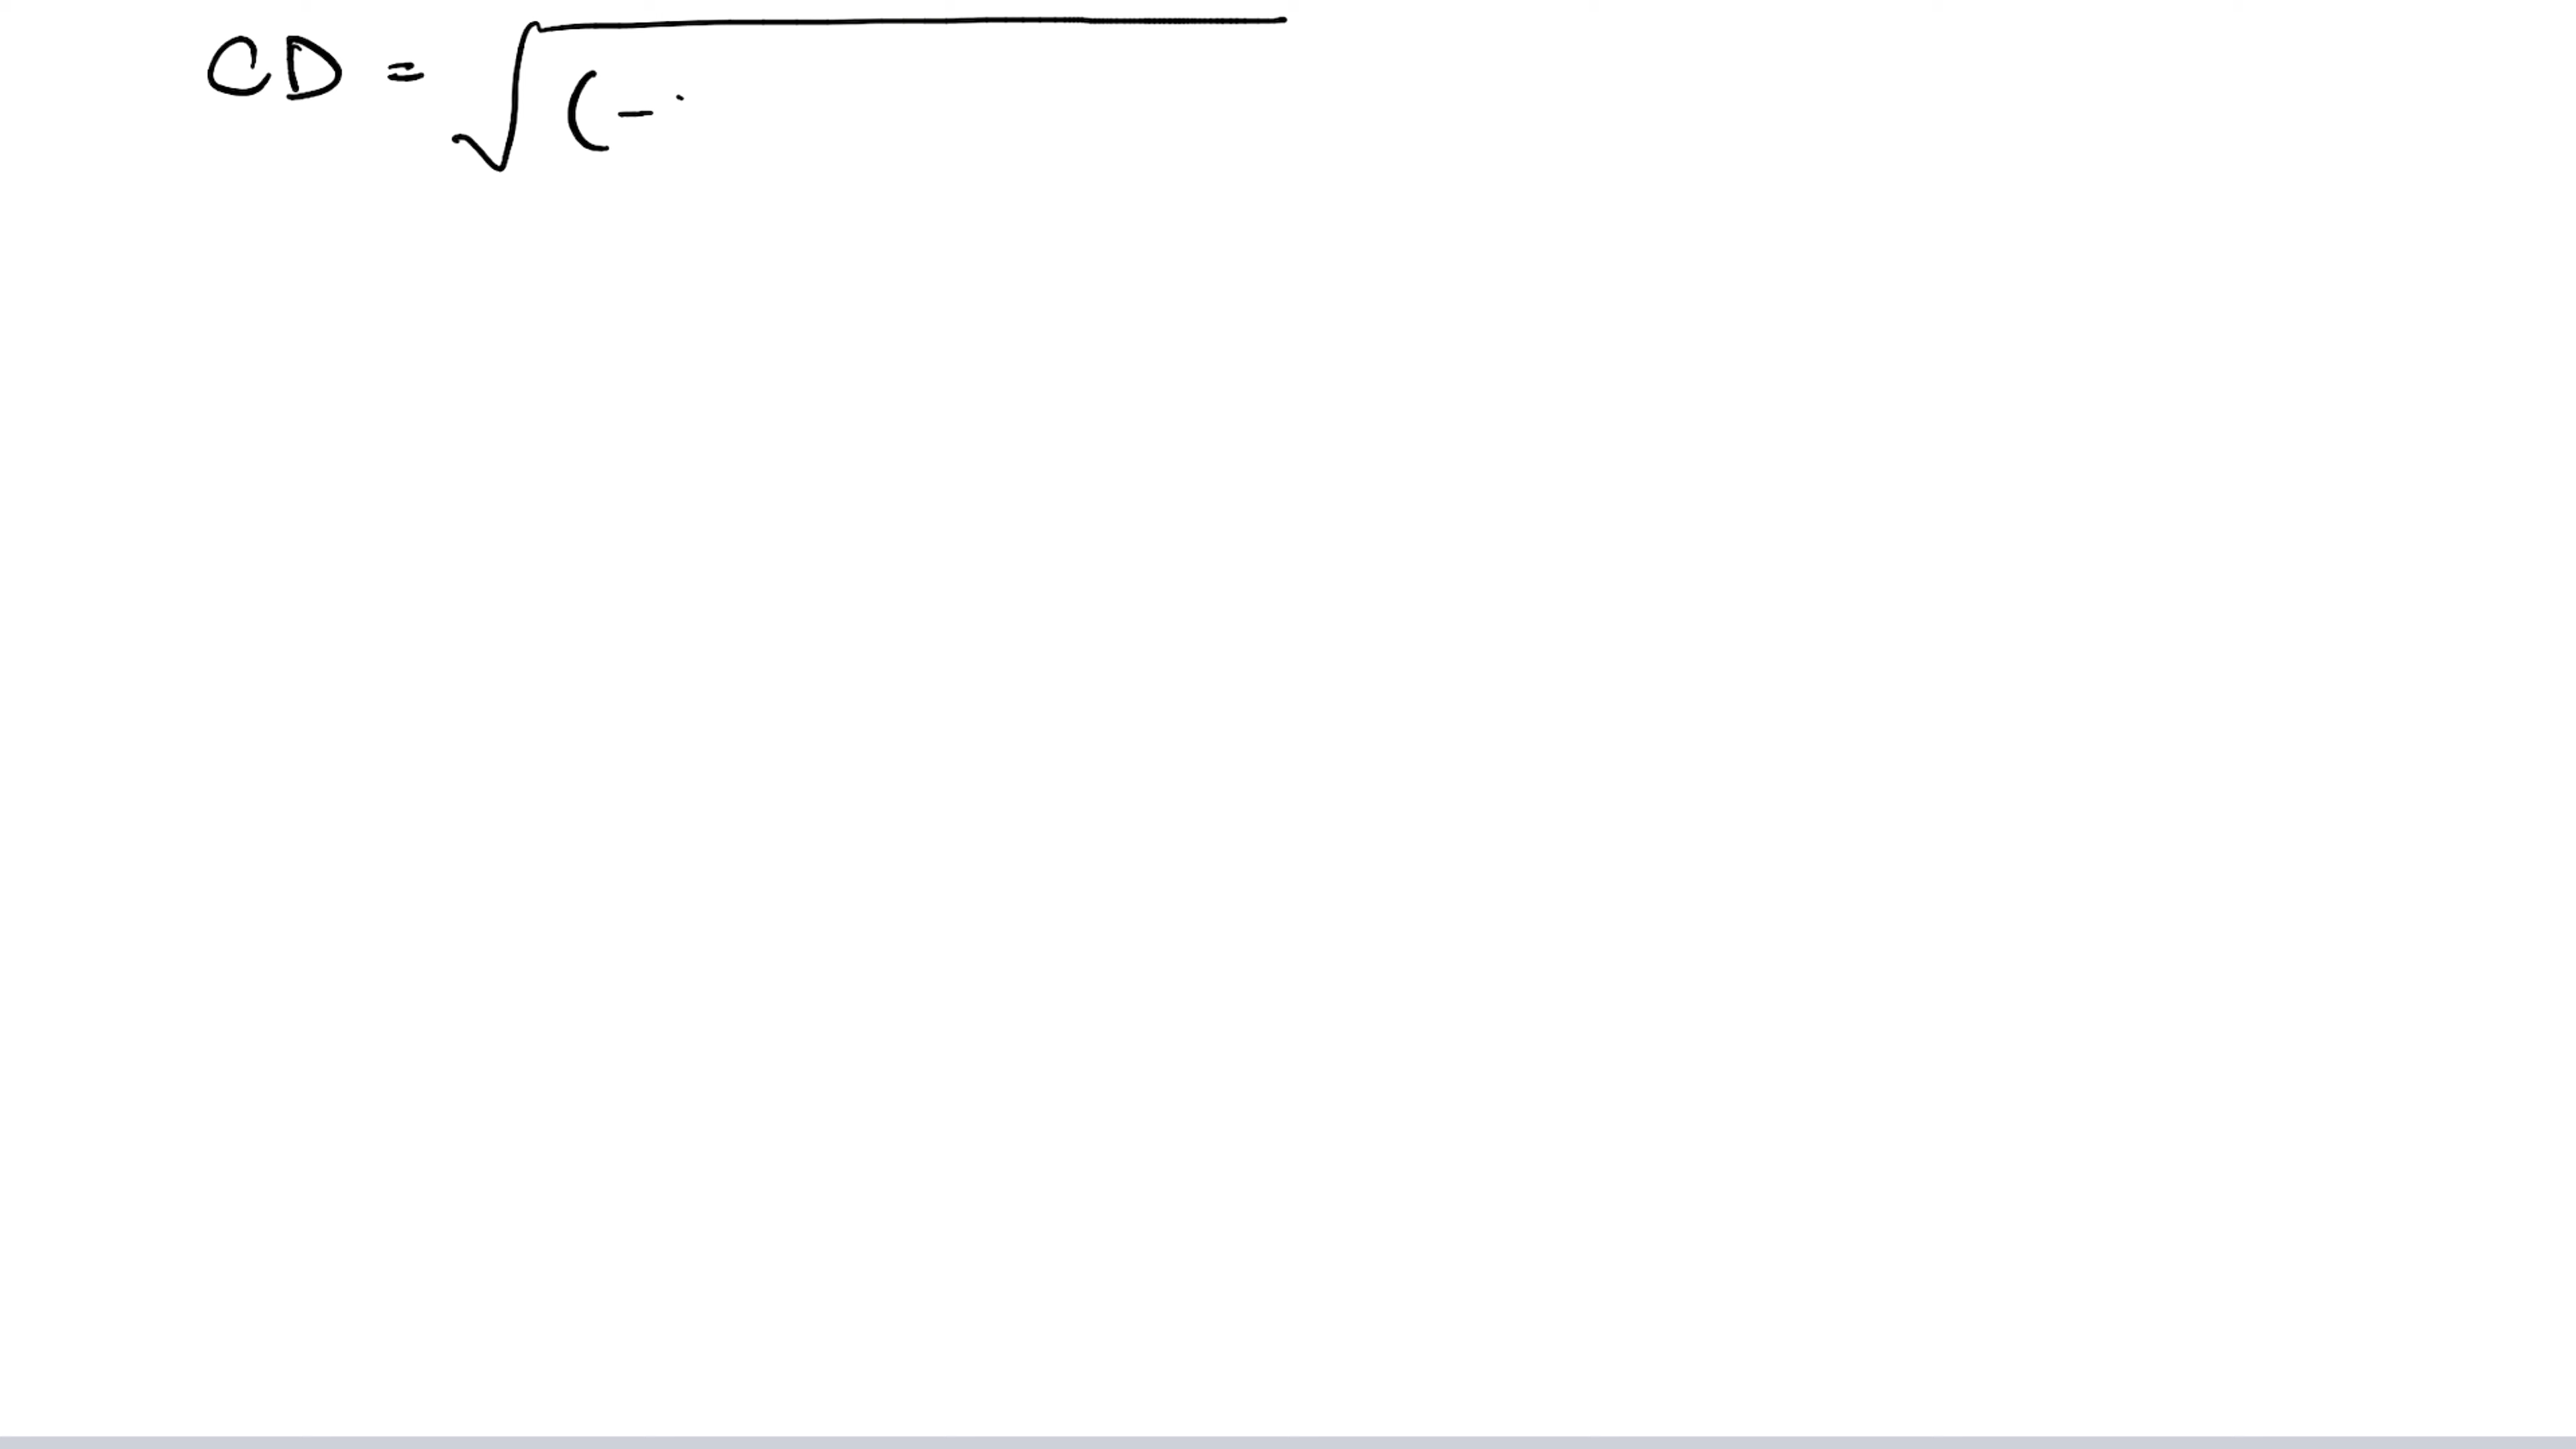 CD = √(-